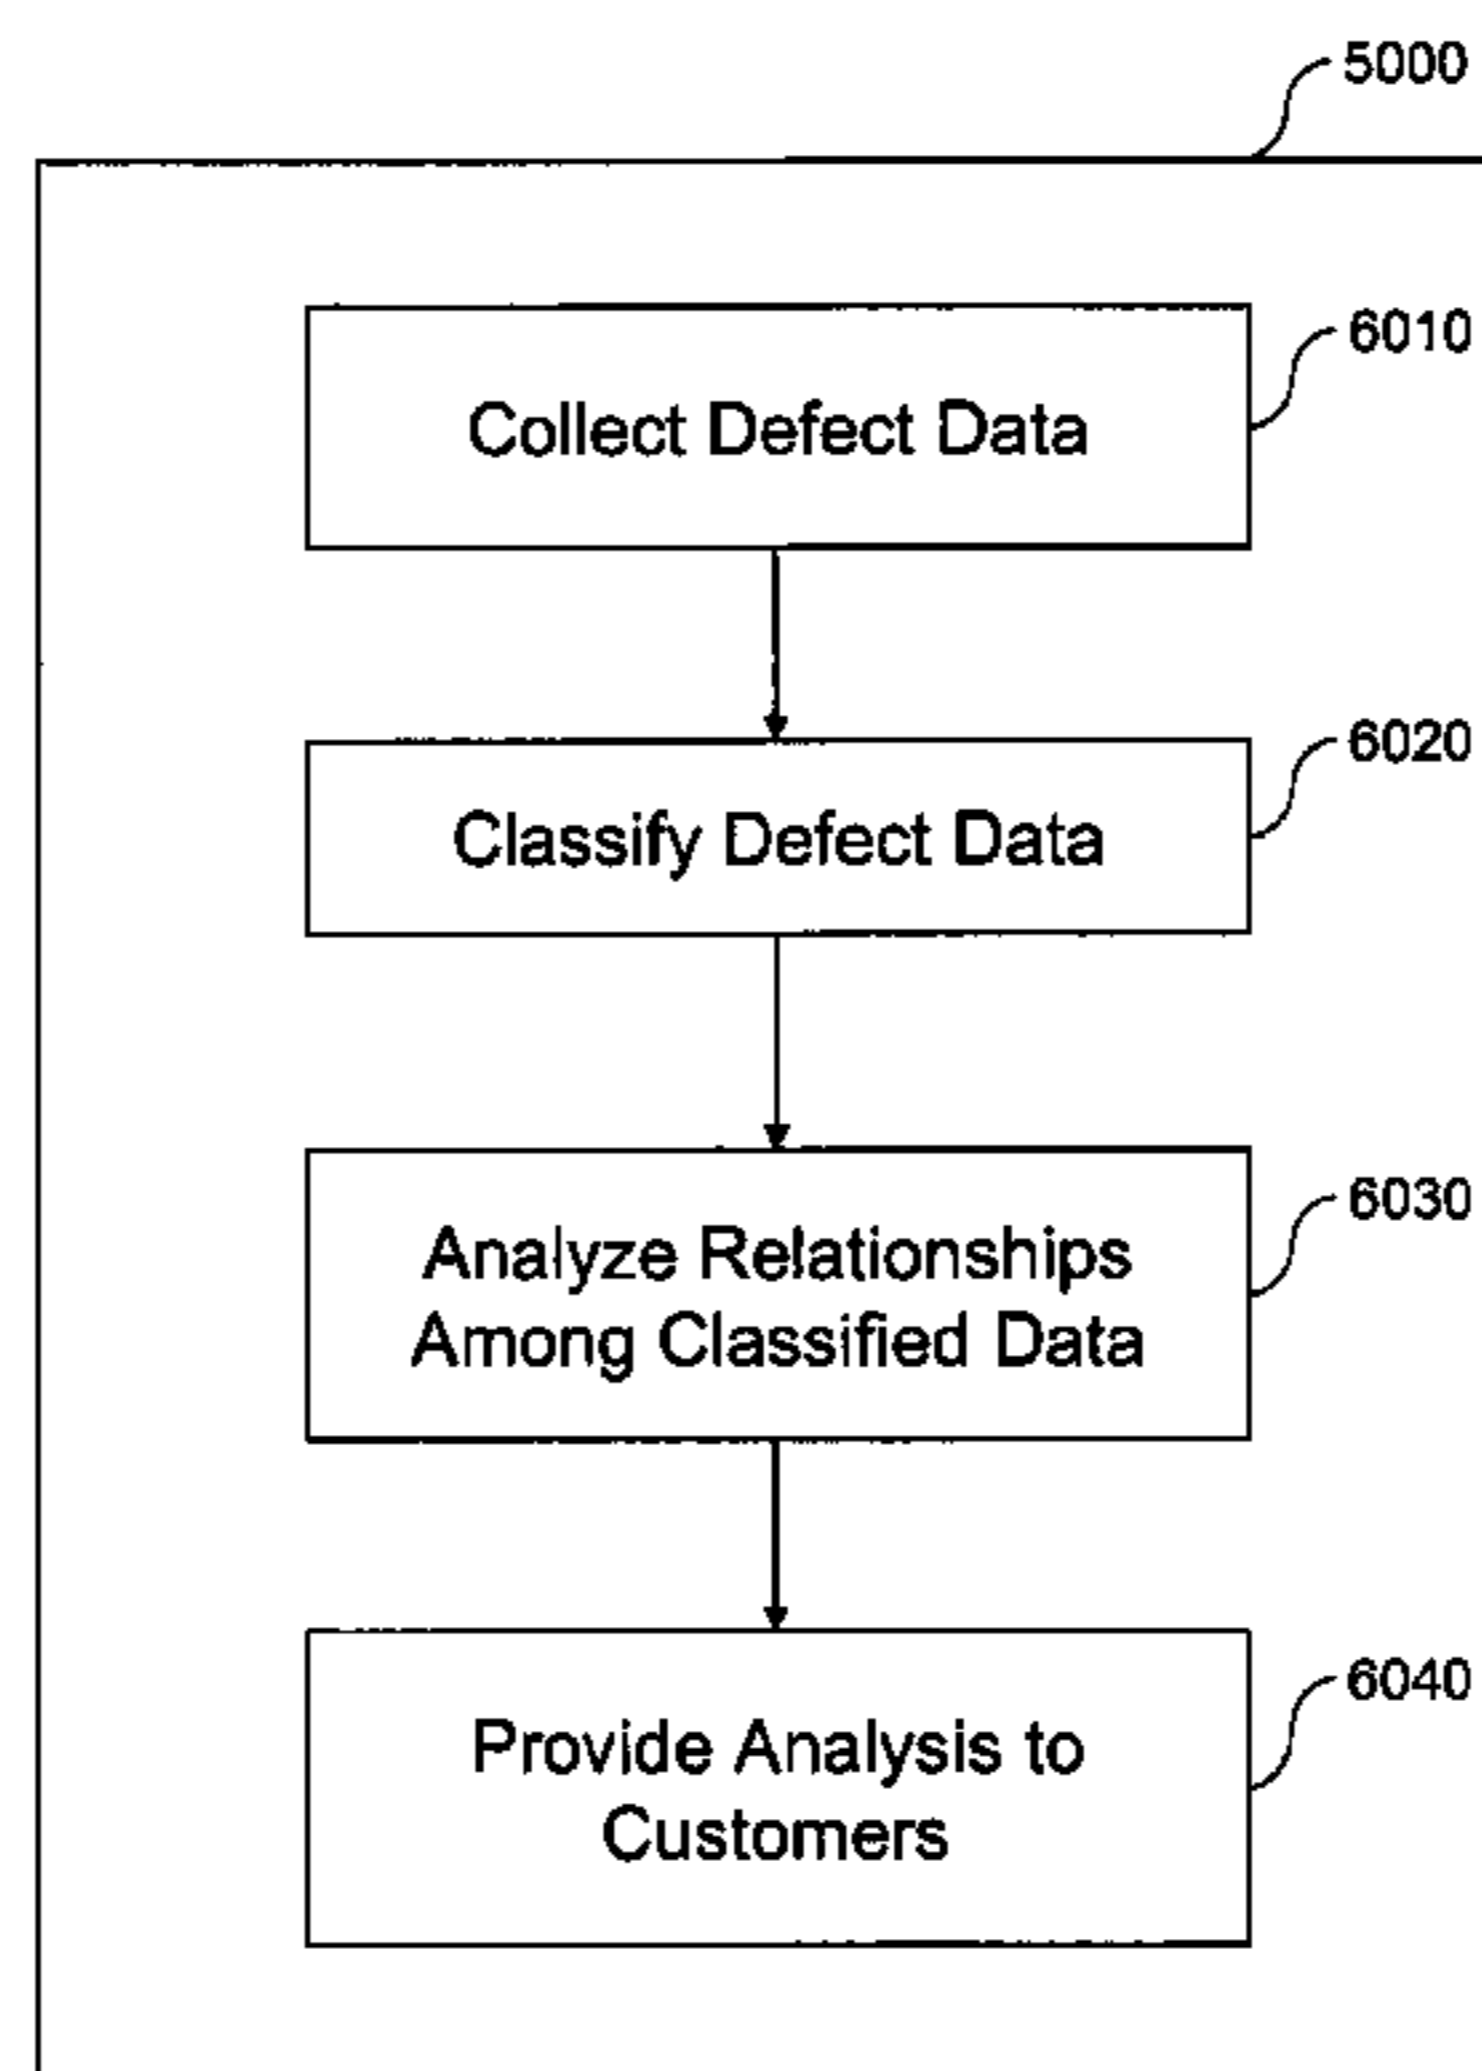 5000
6010
Collect Defect Data
6020
Classify Defect Data
6030
Analyze Relationships
Among Classified Data
6040
Provide Analysis to
Customers